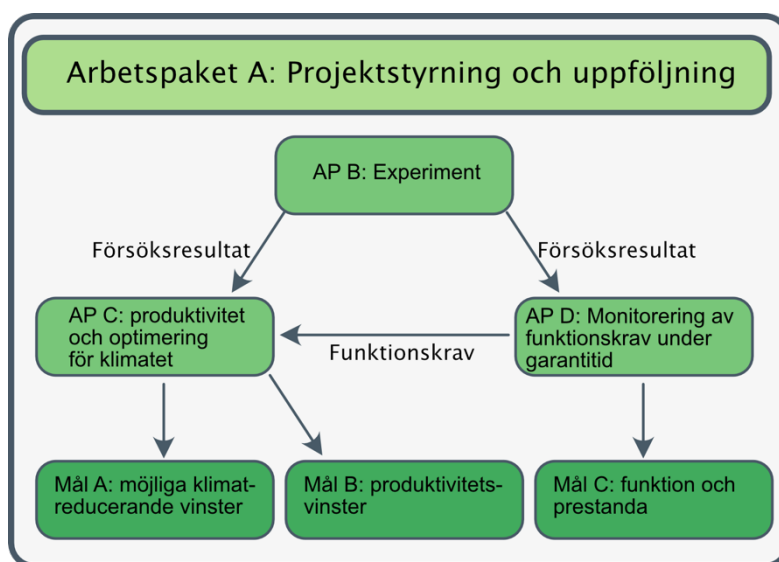 Arbetspaket A: Projektstyrning och uppföljning
AP B: Experiment
Försöksresultat
Försöksresultat
AP C: produktivitet
och optimering
för klimatet
AP D: Monitorering av
funktionskrav under
garantitid
Funktionskrav
Mål A: möjliga klimat-
reducerande vinster
Mål B: produktivitets-
vinster
Mål C: funktion och
prestanda